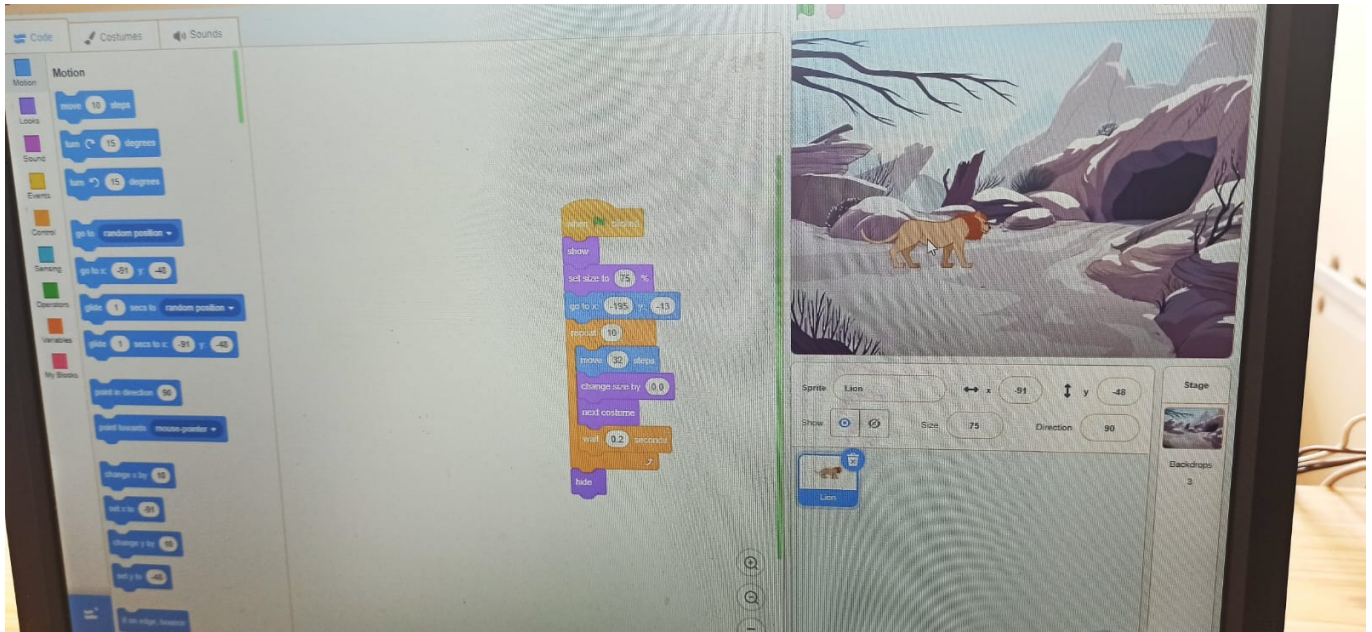 Code
Costumes
Sounds
Motion
Looks
Sound
Events
Control
Sensing
Operators
Variables
My Blocks
Motion
move 10 steps
turn 15 degrees
turn 15 degrees
go to random position
go to x: -91 y: -48
glide 1 secs to random position
glide 1 secs to x: -91 y: -48
point in direction 90
point towards mouse-pointer
change x by 10
set x to -91
change y by 10
set y to -48
if on edge, bounce
when clicked
show
set size to 75 %
go to x: -195 y: -13
repeat 10
move 32 steps
change size by 0.0
next costume
wait 0.2 seconds
hide
Sprite Lion x -91 y -48
Show Size 75 Direction 90
Lion
Stage
Backdrops
3